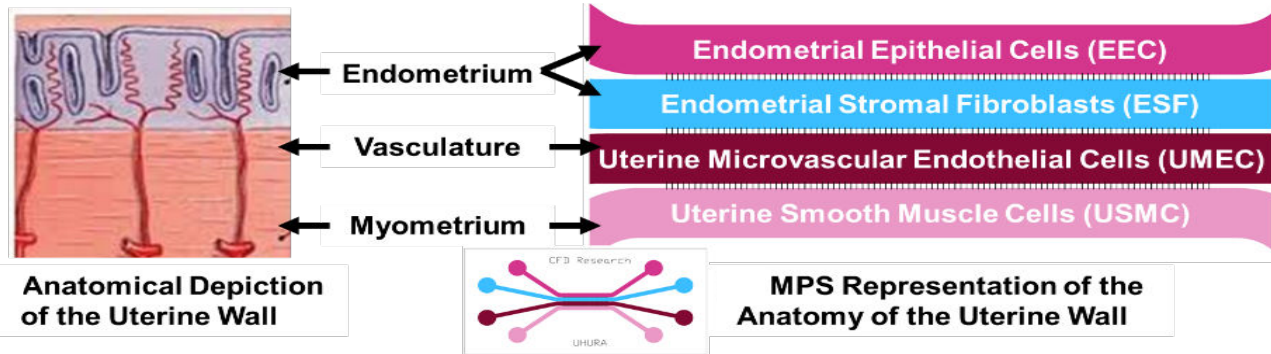 Endometrium
Vasculature
Myometrium
Endometrial Epithelial Cells (EEC)
Endometrial Stromal Fibroblasts (ESF)
Uterine Microvascular Endothelial Cells (UMEC)
Uterine Smooth Muscle Cells (USMC)
Anatomical Depiction
of the Uterine Wall
CFD Research
UHURA
MPS Representation of the
Anatomy of the Uterine Wall